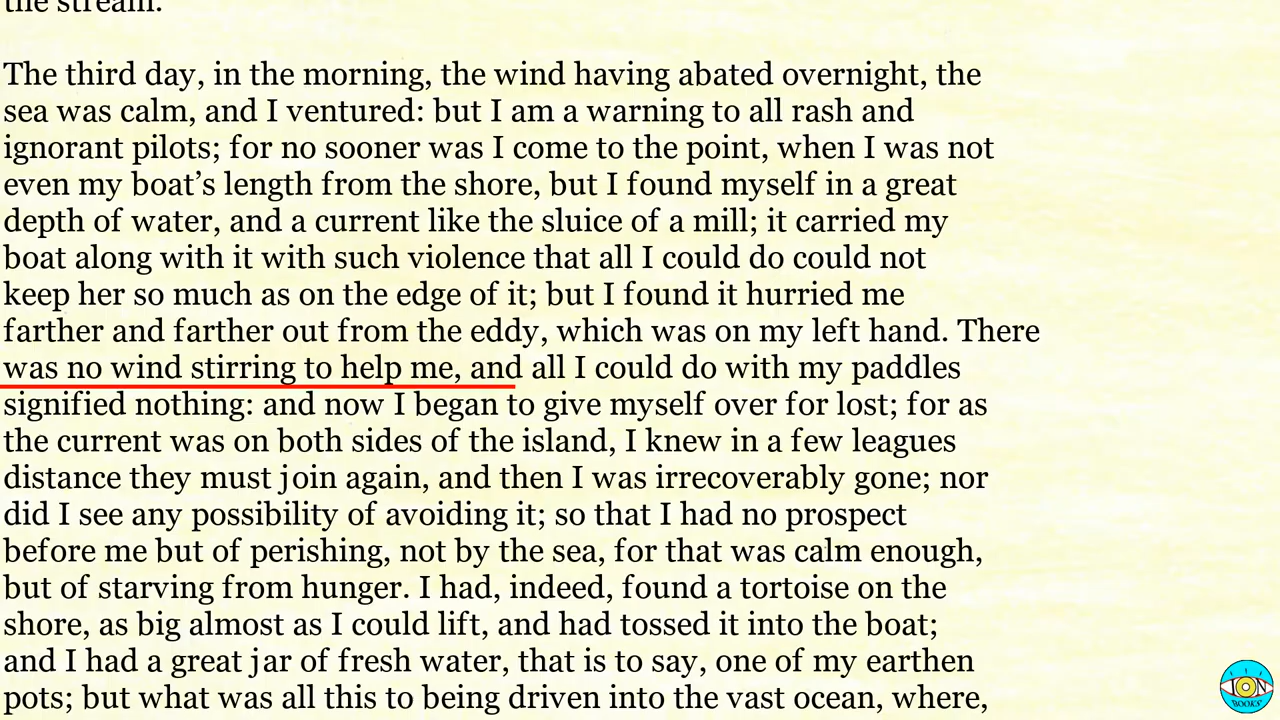 the stream.
The third day, in the morning, the wind having abated overnight, the
sea was calm, and I ventured: but I am a warning to all rash and
ignorant pilots; for no sooner was I come to the point, when I was not
even my boat’s length from the shore, but I found myself in a great
depth of water, and a current like the sluice of a mill; it carried my
boat along with it with such violence that all I could do could not
keep her so much as on the edge of it; but I found it hurried me
farther and farther out from the eddy, which was on my left hand. There
was no wind stirring to help me, and all I could do with my paddles
signified nothing: and now I began to give myself over for lost; for as
the current was on both sides of the island, I knew in a few leagues
distance they must join again, and then I was irrecoverably gone; nor
did I see any possibility of avoiding it; so that I had no prospect
before me but of perishing, not by the sea, for that was calm enough,
but of starving from hunger. I had, indeed, found a tortoise on the
shore, as big almost as I could lift, and had tossed it into the boat;
and I had a great jar of fresh water, that is to say, one of my earthen
pots; but what was all this to being driven into the vast ocean, where,
ION
BOOKS